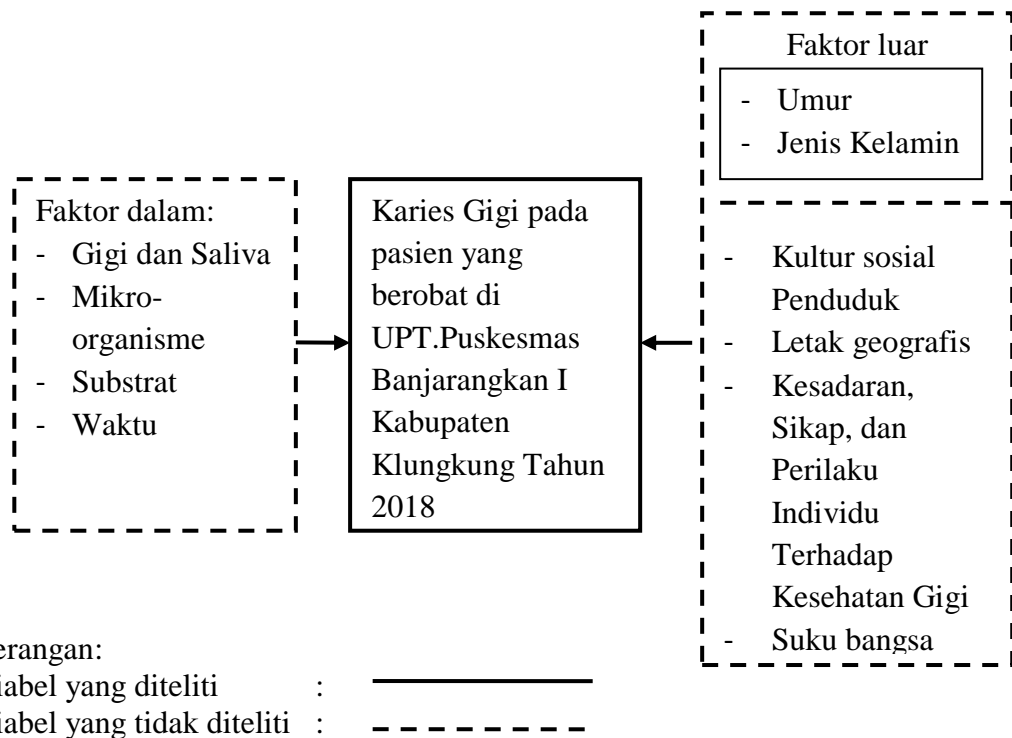 Faktor luar
- Umur
- Jenis Kelamin
Faktor dalam:
- Gigi dan Saliva
- Mikro-
organisme
- Substrat
- Waktu
Karies Gigi pada
pasien yang
berobat di
UPT.Puskesmas
Banjarangkan I
Kabupaten
Klungkung Tahun
2018
- Kultur sosial
Penduduk
- Letak geografis
- Kesadaran,
Sikap, dan
Perilaku
Individu
Terhadap
Kesehatan Gigi
- Suku bangsa
erangan:
iabel yang diteliti :
iabel yang tidak diteliti :